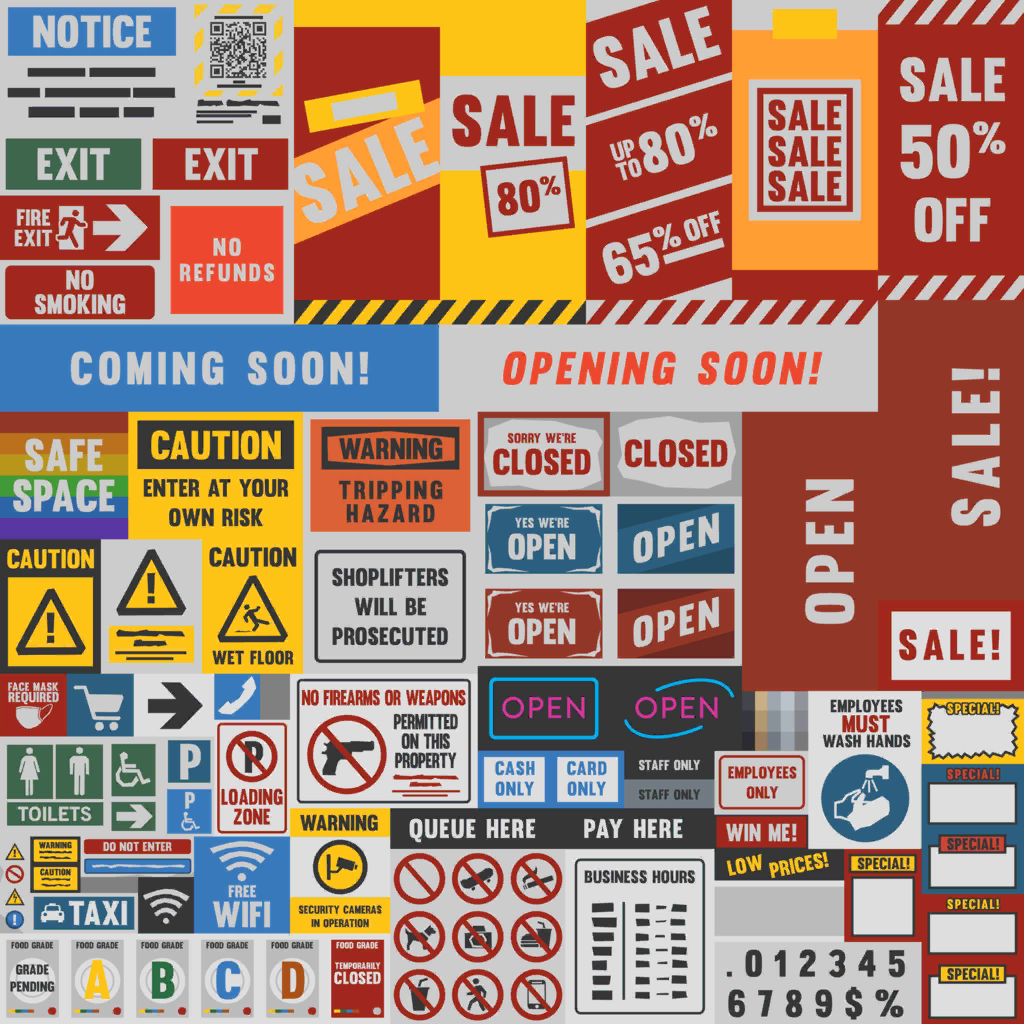 NOTICE
EXIT
EXIT
FIRE
EXIT
NO
SMOKING
NO
REFUNDS
SALE
SALE
80%
SALE
UP TO 80%
65% OFF
SALE
SALE
SALE
SALE
50%
OFF
COMING SOON!
OPENING SOON!
SALE!
OPEN
SALE!
SAFE
SPACE
CAUTION
ENTER AT YOUR
OWN RISK
WARNING
TRIPPING
HAZARD
SORRY WE'RE
CLOSED
CLOSED
YES WE'RE
OPEN
OPEN
YES WE'RE
OPEN
OPEN
CAUTION
CAUTION
WET FLOOR
SHOPLIFTERS
WILL BE
PROSECUTED
FACE MASK
REQUIRED
NO FIREARMS OR WEAPONS
PERMITTED
ON THIS
PROPERTY
OPEN
OPEN
CASH
ONLY
CARD
ONLY
STAFF ONLY
STAFF ONLY
EMPLOYEES
ONLY
EMPLOYEES
MUST
WASH HANDS
SPECIAL!
SPECIAL!
SPECIAL!
SPECIAL!
SPECIAL!
TOILETS
P
P
P
LOADING
ZONE
WARNING
QUEUE HERE
PAY HERE
WIN ME!
LOW PRICES!
SPECIAL!
WARNING
CAUTION
DO NOT ENTER
TAXI
FREE
WIFI
SECURITY CAMERAS
IN OPERATION
BUSINESS HOURS
FOOD GRADE
GRADE
PENDING
FOOD GRADE
A
FOOD GRADE
B
FOOD GRADE
C
FOOD GRADE
D
FOOD GRADE
TEMPORARILY
CLOSED
.012345
6789$%